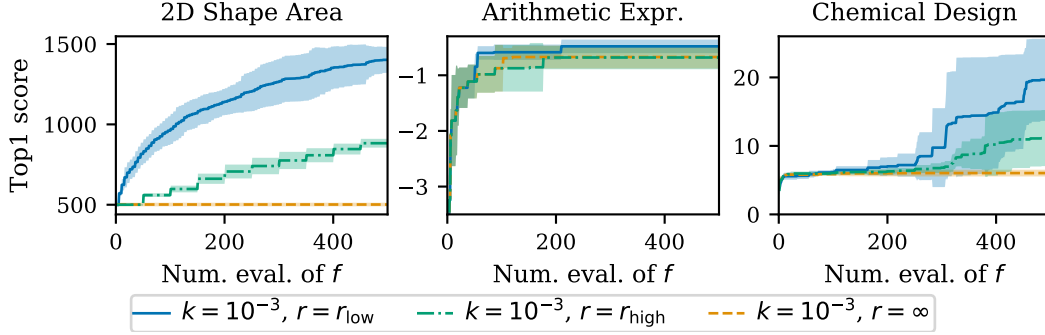 2D Shape Area Arithmetic Expr. Chemical Design
Top1 score
1500
1000
500
0 200 400
Num. eval. of f
−1
−2
−3
0 200 400
Num. eval. of f
20
10
0
0 200 400
Num. eval. of f
k = 10⁻³, r = r_low k = 10⁻³, r = r_high k = 10⁻³, r = ∞